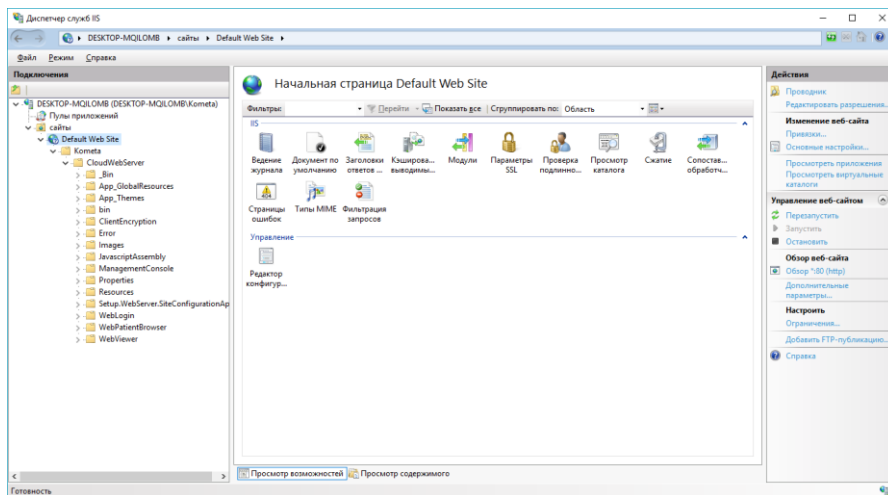 Диспетчер служб IIS
DESKTOP-MQILOMB
сайты
Default Web Site
Файл Режим Справка
Подключения
DESKTOP-MQILOMB (DESKTOP-MQILOMB\Kometa)
Пулы приложений
сайты
Default Web Site
Kometa
CloudWebServer
_Bin
App_GlobalResources
App_Themes
bin
ClientEncryption
Error
Images
JavascriptAssembly
ManagementConsole
Properties
Resources
Setup.WebServer.SiteConfigurationAp
WebLogin
WebPatientBrowser
WebViewer
Начальная страница Default Web Site
Фильтры: Перейти Показать все Сгруппировать по: Область
IIS
Ведение журнала
Документ по умолчанию
Заголовки ответов ...
Кэширова... выводимы...
Модули
Параметры SSL
Проверка подлинно...
Просмотр каталога
Сжатие
Сопостав... обработч...
Страницы ошибок
Типы MIME
Фильтрация запросов
Управление
Редактор конфигур...
Просмотр возможностей Просмотр содержимого
Действия
Проводник
Редактировать разрешения...
Изменение веб-сайта
Привязки...
Основные настройки...
Просмотреть приложения
Просмотреть виртуальные
каталоги
Управление веб-сайтом
Перезапустить
Запустить
Остановить
Обзор веб-сайта
Обзор *:80 (http)
Дополнительные
параметры...
Настроить
Ограничения...
Добавить FTP-публикацию...
Справка
Готовность